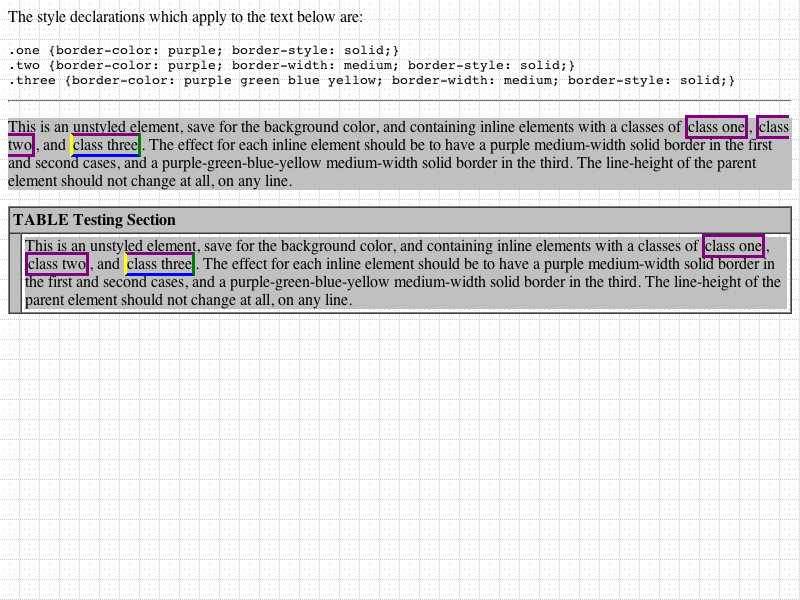 The style declarations which apply to the text below are:
.one {border-color: purple; border-style: solid;}
.two {border-color: purple; border-width: medium; border-style: solid;}
.three {border-color: purple green blue yellow; border-width: medium; border-style: solid;}
This is an unstyled element, save for the background color, and containing inline elements with a classes of class one, class
two, and class three. The effect for each inline element should be to have a purple medium-width solid border in the first
and second cases, and a purple-green-blue-yellow medium-width solid border in the third. The line-height of the parent
element should not change at all, on any line.
TABLE Testing Section
This is an unstyled element, save for the background color, and containing inline elements with a classes of class one,
class two, and class three. The effect for each inline element should be to have a purple medium-width solid border in
the first and second cases, and a purple-green-blue-yellow medium-width solid border in the third. The line-height of the
parent element should not change at all, on any line.